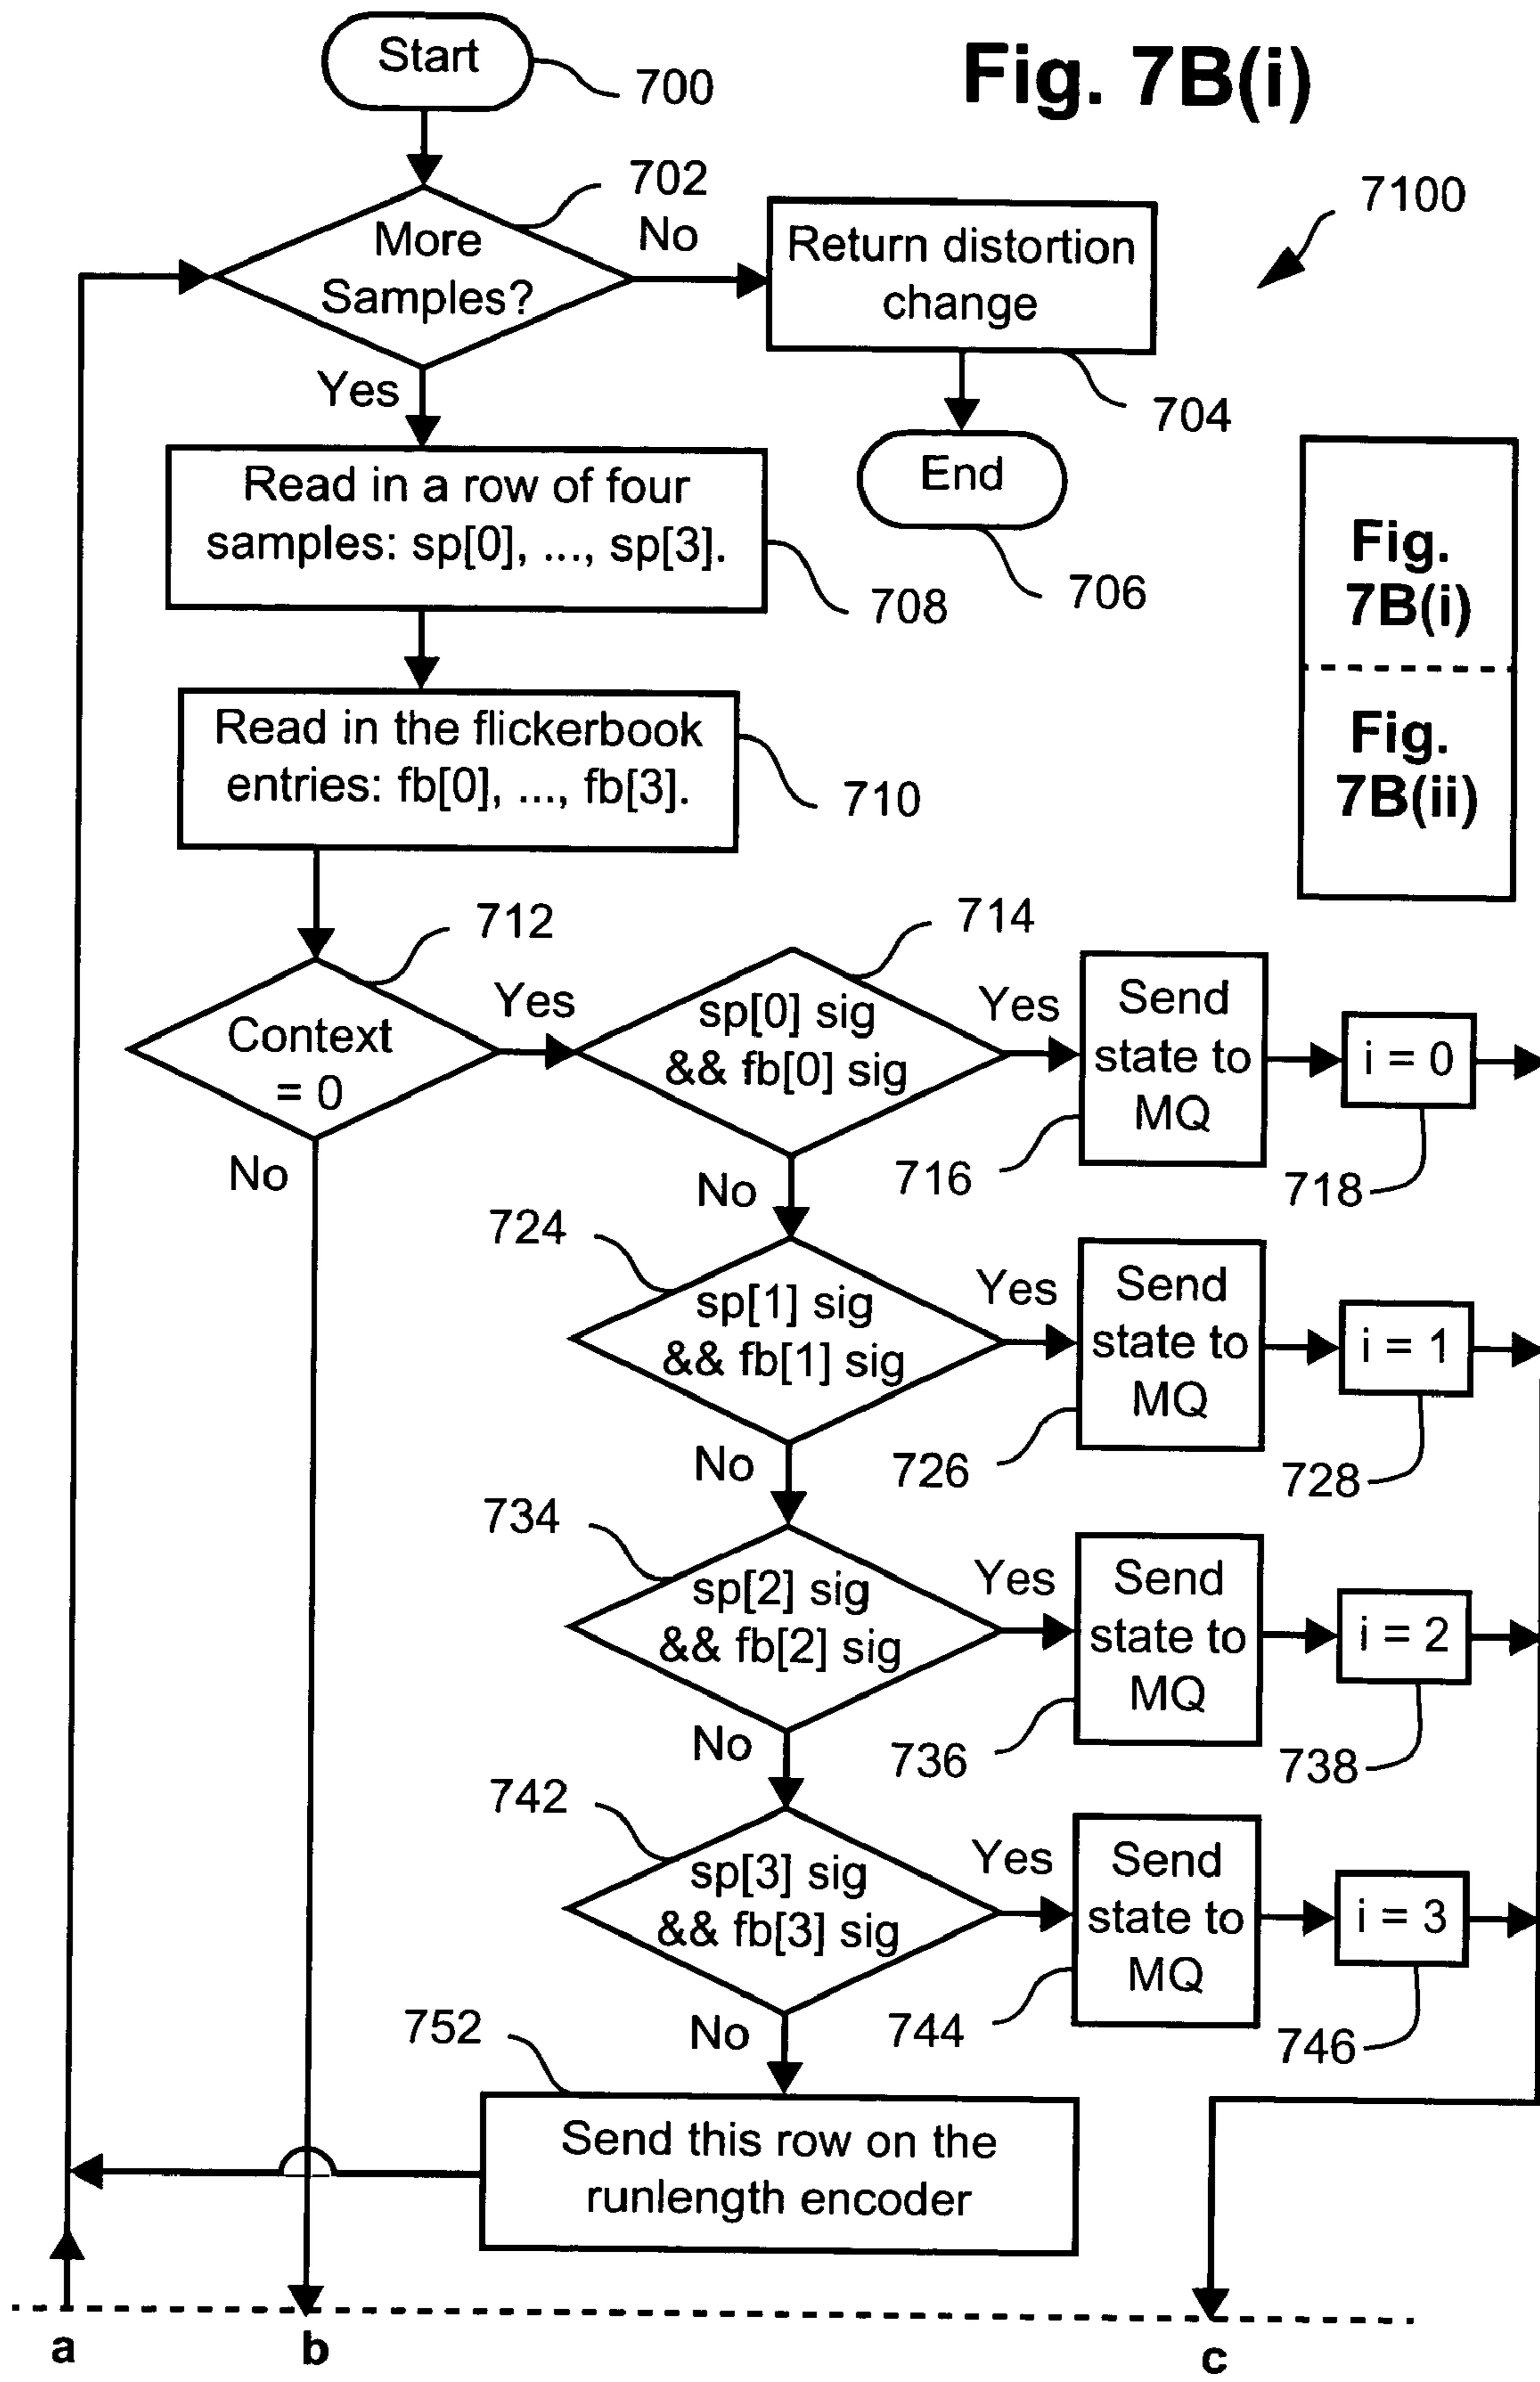 Start
700
Fig. 7B(i)
702
More
Samples?
No
Return distortion
change
7100
Yes
704
End
706
Read in a row of four
samples: sp[0], ..., sp[3].
708
Fig.
7B(i)
Fig.
7B(ii)
Read in the flickerbook
entries: fb[0], ..., fb[3].
710
712
Context
= 0
Yes
No
714
sp[0] sig
&& fb[0] sig
Yes
Send
state to
MQ
i = 0
716
718
No
724
sp[1] sig
&& fb[1] sig
Yes
Send
state to
MQ
i = 1
726
728
No
734
sp[2] sig
&& fb[2] sig
Yes
Send
state to
MQ
i = 2
736
738
No
742
sp[3] sig
&& fb[3] sig
Yes
Send
state to
MQ
i = 3
744
746
No
752
Send this row on the
runlength encoder
a
b
c